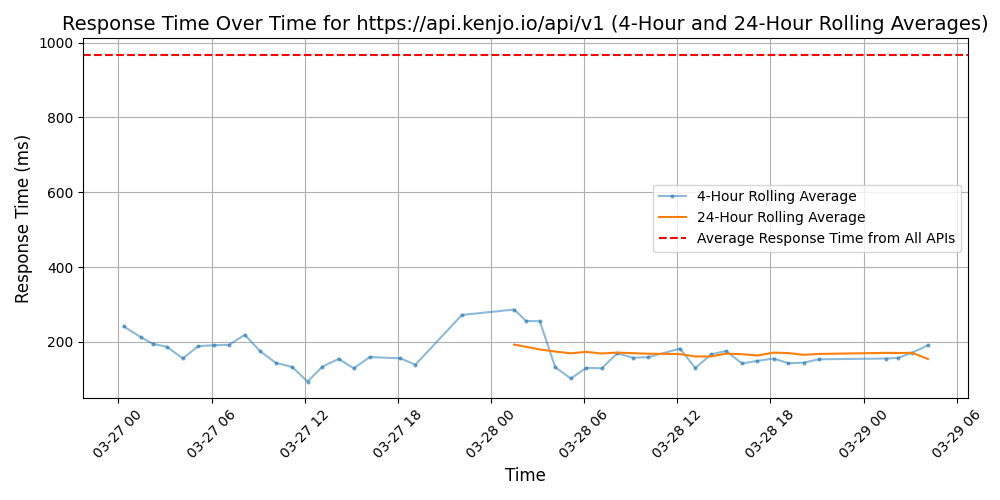 Response Time Over Time for https://api.kenjo.io/api/v1 (4-Hour and 24-Hour Rolling Averages)
Response Time (ms)
1000
800
600
400
200
4-Hour Rolling Average
24-Hour Rolling Average
Average Response Time from All APIs
03-27 00
03-27 06
03-27 12
03-27 18
03-28 00
03-28 06
03-28 12
03-28 18
03-29 00
03-29 06
Time